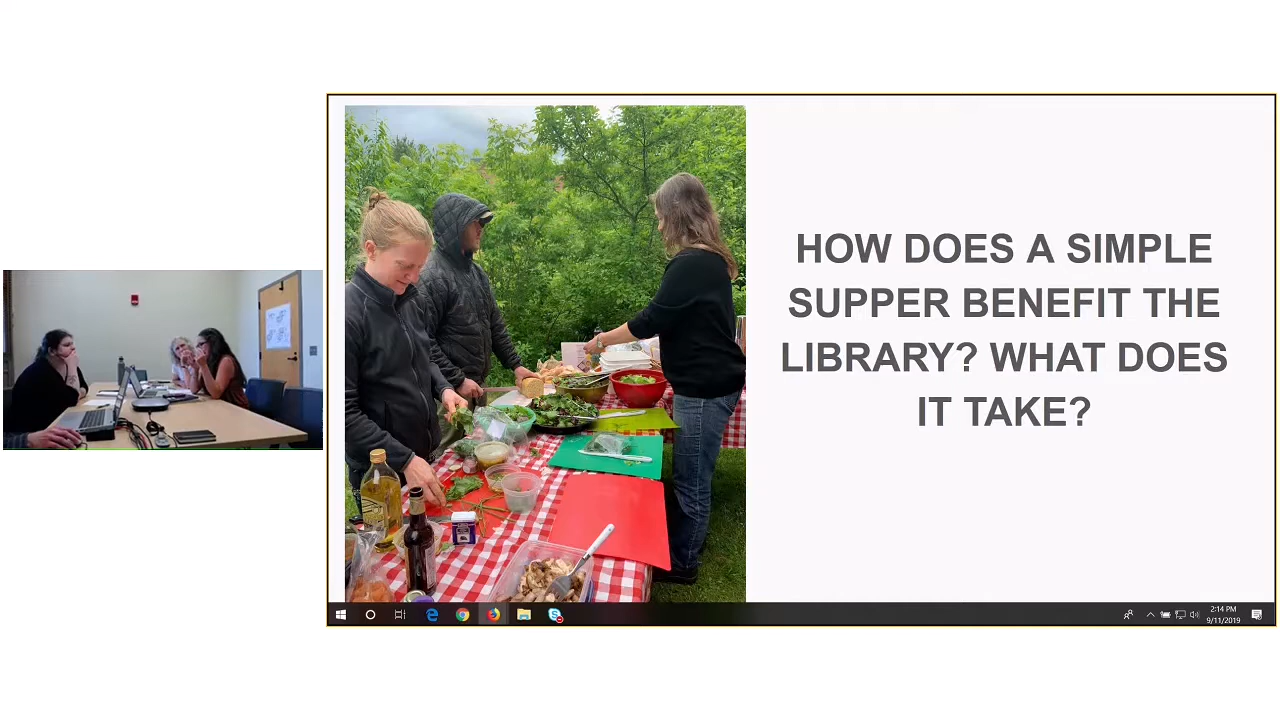 HOW DOES A SIMPLE
SUPPER BENEFIT THE
LIBRARY? WHAT DOES
IT TAKE?
2:14 PM
9/11/2019